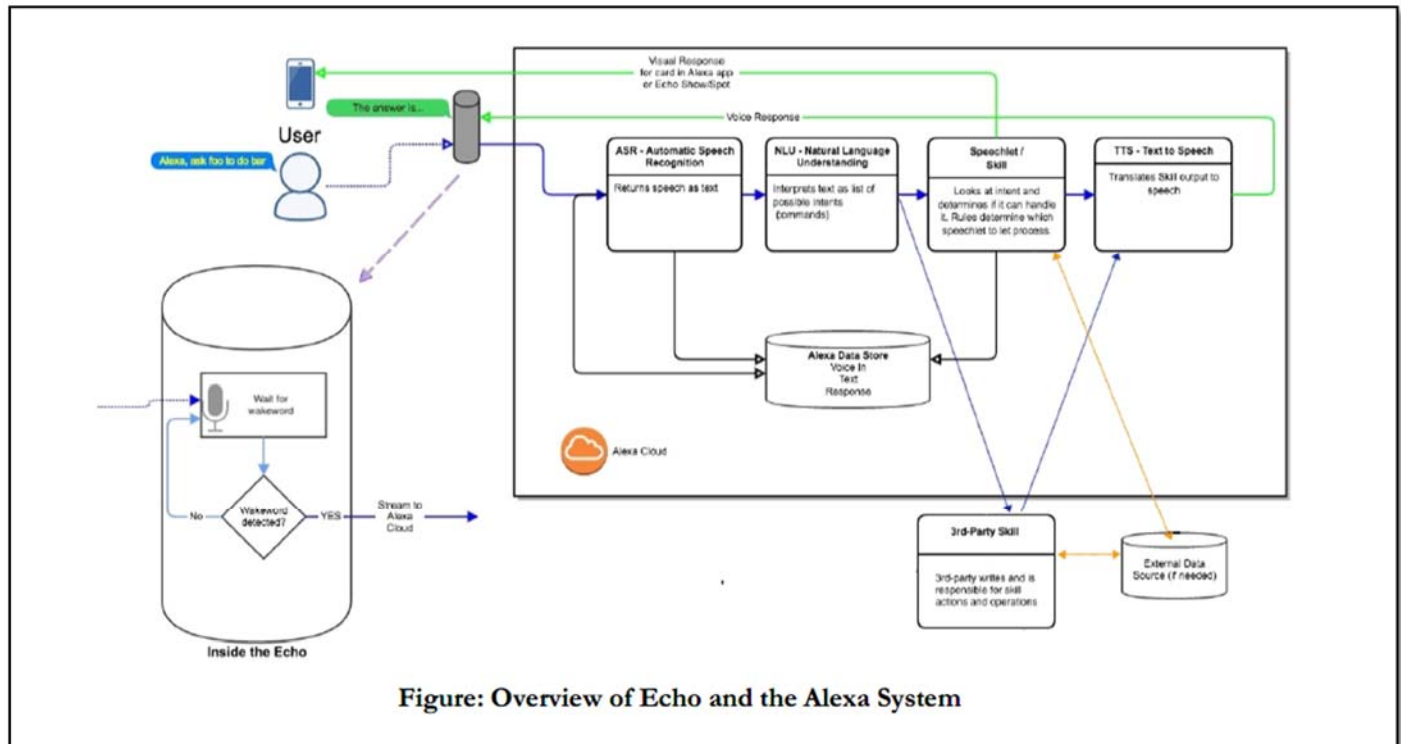 Visual Response
for card in Alexa app
or Echo Show/Spot
The answer is...
Voice Response
User
Alexa, ask foo to do bar
ASR - Automatic Speech
Recognition
Returns speech as text
NLU - Natural Language
Understanding
Interprets text as list of
possible intents
(commands)
Speechlet /
Skill
Looks at intent and
determines if it can handle
it. Rules determine which
speechlet to let process.
TTS - Text to Speech
Translates Skill output to
speech
Alexa Data Store
Voice In
Text
Response
Alexa Cloud
Wait for
wakeword
Wakeword
detected?
No
YES
Stream to
Alexa
Cloud
Inside the Echo
3rd-Party Skill
3rd-party writes and is
responsible for skill
actions and operations
External Data
Source (if needed)
Figure: Overview of Echo and the Alexa System